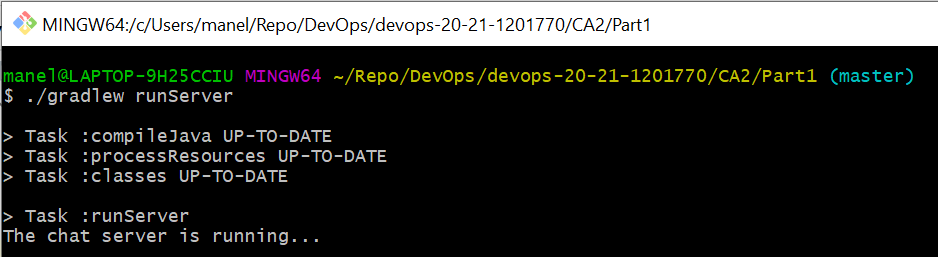 MINGW64:/c/Users/manel/Repo/DevOps/devops-20-21-1201770/CA2/Part1
manel@LAPTOP-9H25CCIU MINGW64 ~/Repo/DevOps/devops-20-21-1201770/CA2/Part1 (master)
$ ./gradlew runServer
> Task :compileJava UP-TO-DATE
> Task :processResources UP-TO-DATE
> Task :classes UP-TO-DATE
> Task :runServer
The chat server is running...